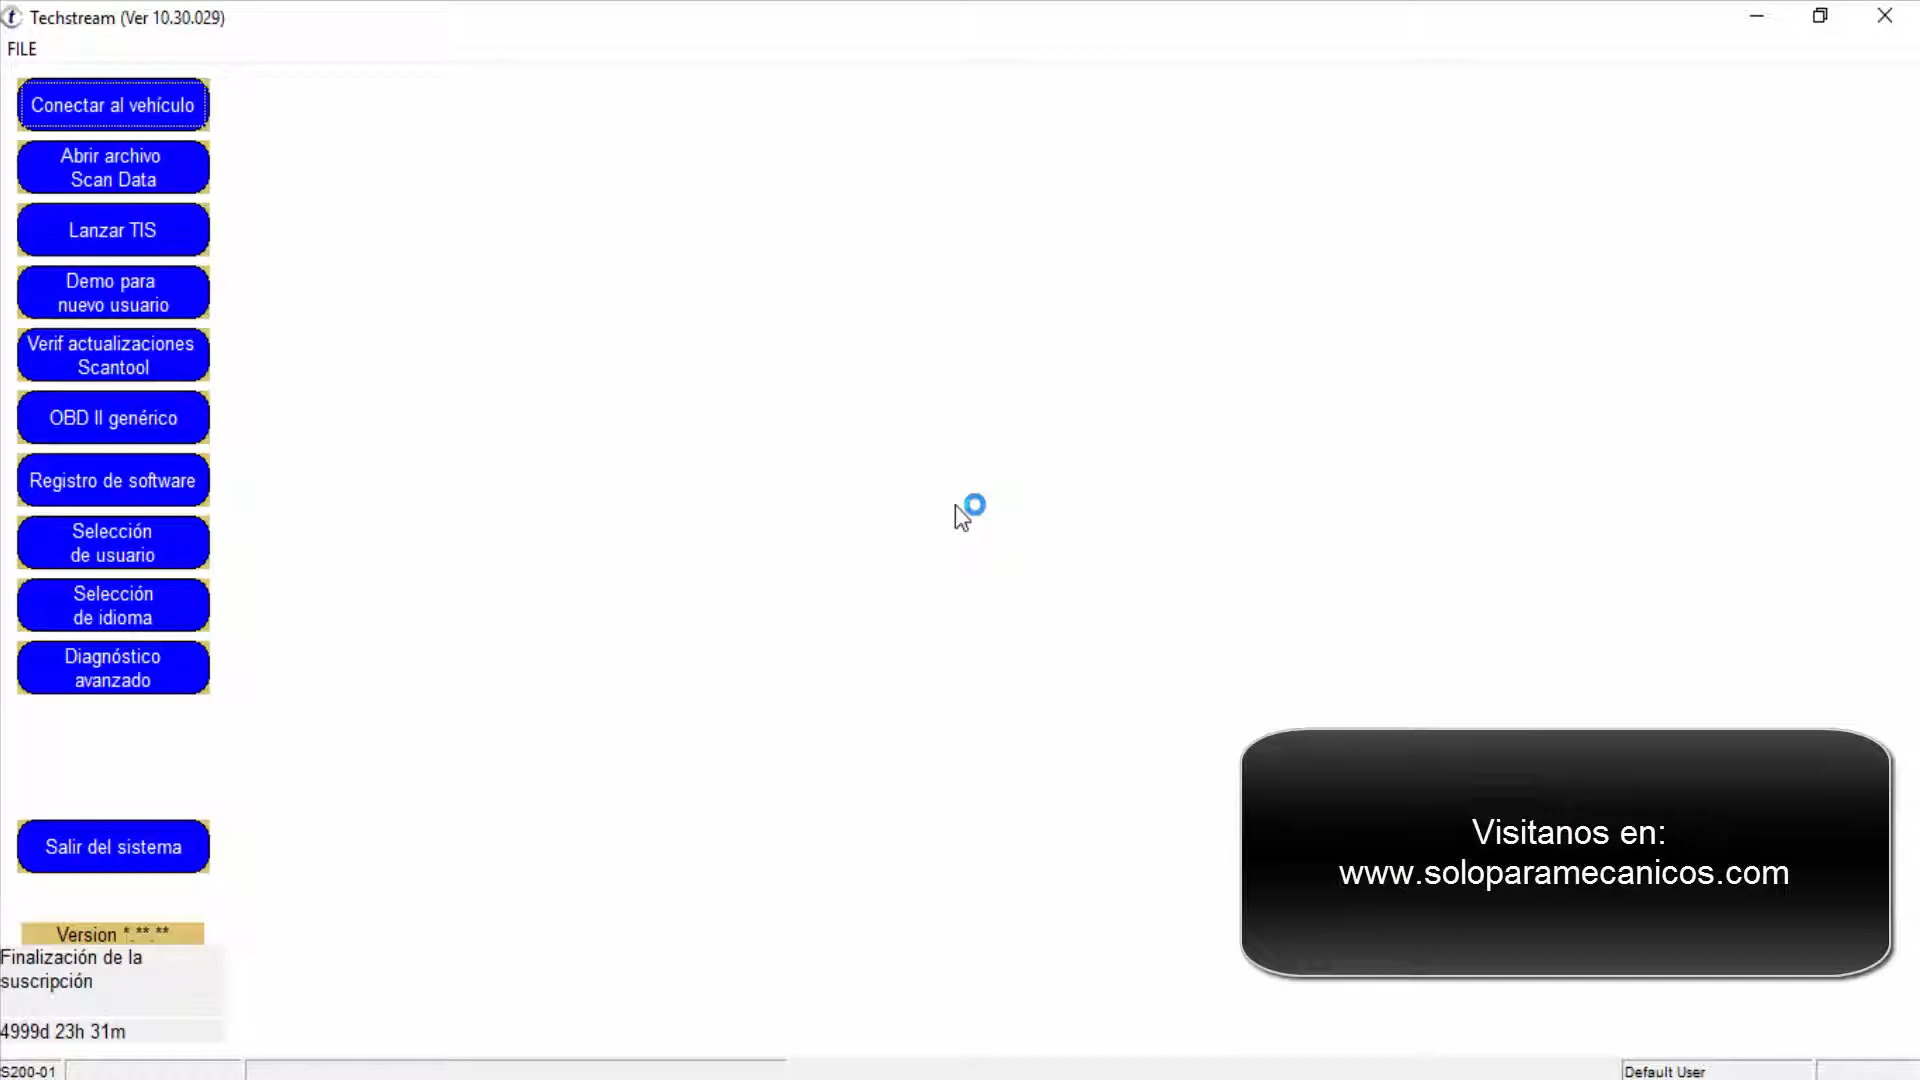 Techstream (Ver 10.30.029)
FILE
Conectar al vehículo
Abrir archivo
Scan Data
Lanzar TIS
Demo para
nuevo usuario
Verif actualizaciones
Scantool
OBD II genérico
Registro de software
Selección
de usuario
Selección
de idioma
Diagnóstico
avanzado
Salir del sistema
Version *.**.**
Finalización de la
suscripción
4999d 23h 31m
Visitanos en:
www.soloparamecanicos.com
S200-01
Default User